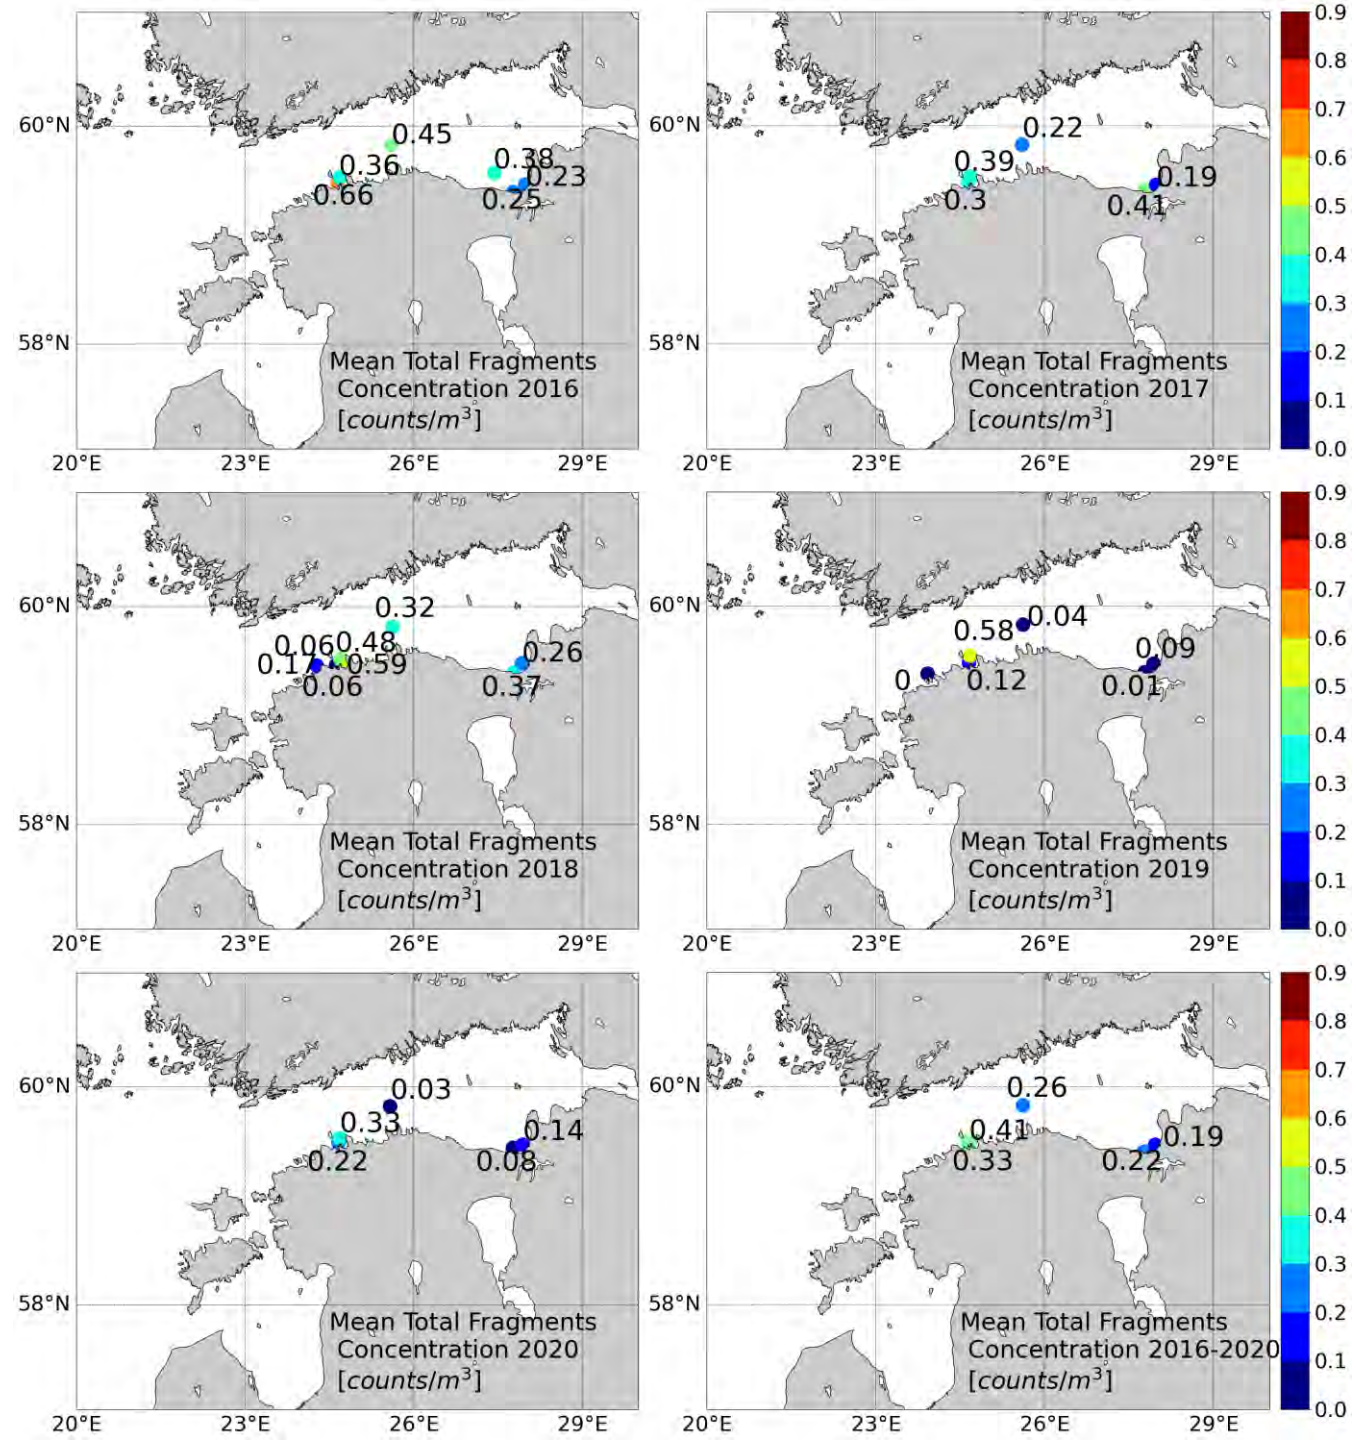 0.9
0.8
0.7
0.6
0.5
0.4
0.3
0.2
0.1
0.0
60°N
58°N
0.45
0.36
0.66
0.38
0.23
0.25
Mean Total Fragments
Concentration 2016
[counts/m³]
20°E 23°E 26°E 29°E
60°N
58°N
0.22
0.39
0.3
0.19
0.41
Mean Total Fragments
Concentration 2017
[counts/m³]
20°E 23°E 26°E 29°E
60°N
58°N
0.32
0.06
0.48
0.17
0.59
0.06
0.26
0.37
Mean Total Fragments
Concentration 2018
[counts/m³]
20°E 23°E 26°E 29°E
60°N
58°N
0.04
0.58
0
0.12
0.09
0.01
Mean Total Fragments
Concentration 2019
[counts/m³]
20°E 23°E 26°E 29°E
0.9
0.8
0.7
0.6
0.5
0.4
0.3
0.2
0.1
0.0
60°N
58°N
0.03
0.33
0.22
0.14
0.08
Mean Total Fragments
Concentration 2020
[counts/m³]
20°E 23°E 26°E 29°E
60°N
58°N
0.26
0.41
0.33
0.19
0.22
Mean Total Fragments
Concentration 2016-2020
[counts/m³]
20°E 23°E 26°E 29°E
0.9
0.8
0.7
0.6
0.5
0.4
0.3
0.2
0.1
0.0